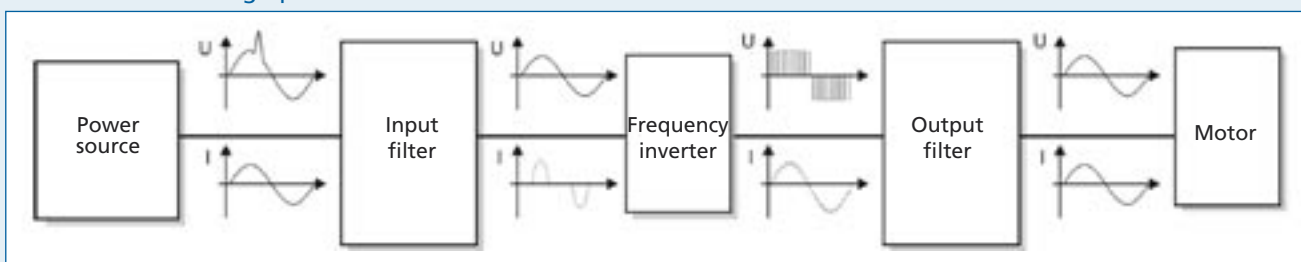 Power
source
U
I
Input
filter
U
I
Frequency
inverter
U
I
Output
filter
U
I
Motor